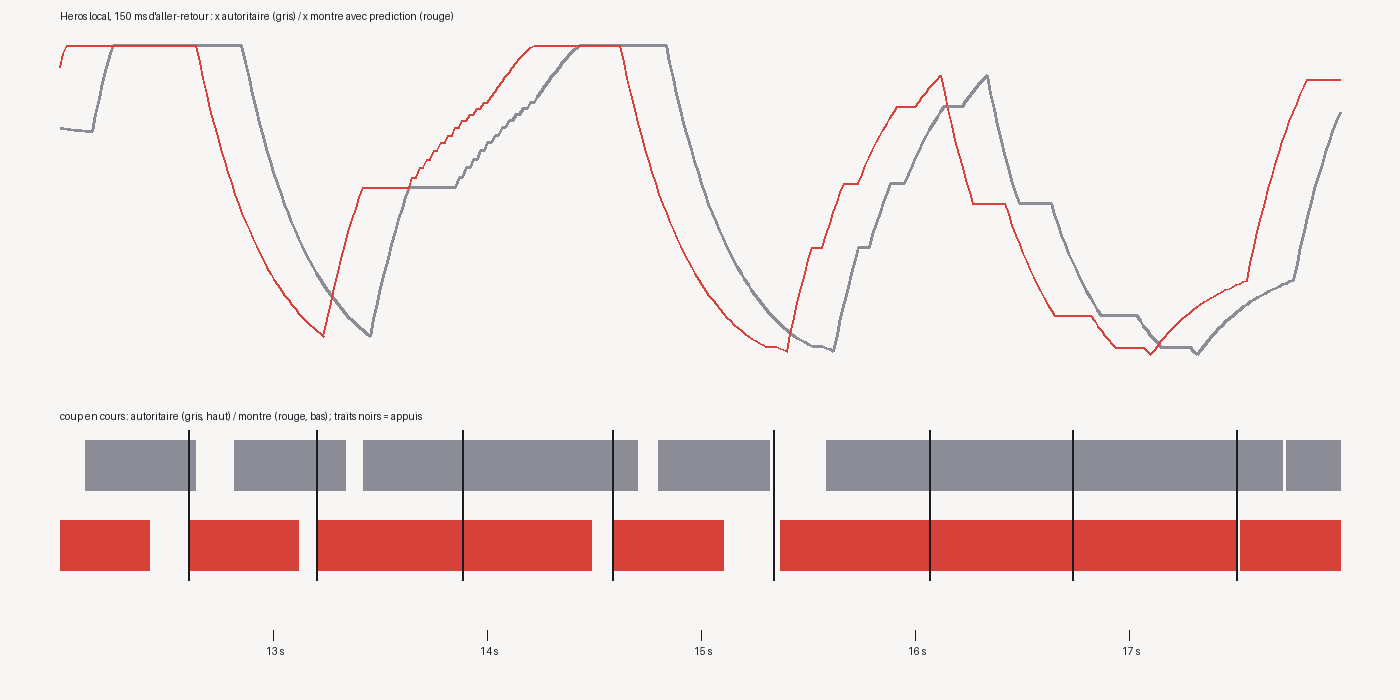 Heros local, 150 ms d'aller-retour : x autoritaire (gris) / x montre avec prediction (rouge)
coup en cours : autoritaire (gris, haut) / montre (rouge, bas) ; traits noirs = appuis
13 s 14 s 15 s 16 s 17 s